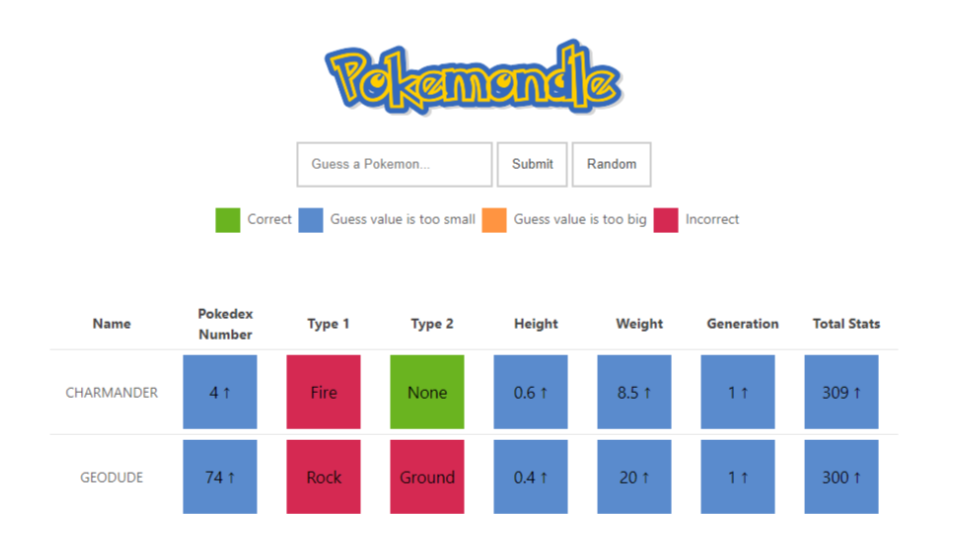 Pokemondle
Guess a Pokemon... Submit Random
Correct Guess value is too small Guess value is too big Incorrect
Name Pokedex Number Type 1 Type 2 Height Weight Generation Total Stats
CHARMANDER 4 ↑ Fire None 0.6 ↑ 8.5 ↑ 1 ↑ 309 ↑
GEODUDE 74 ↑ Rock Ground 0.4 ↑ 20 ↑ 1 ↑ 300 ↑